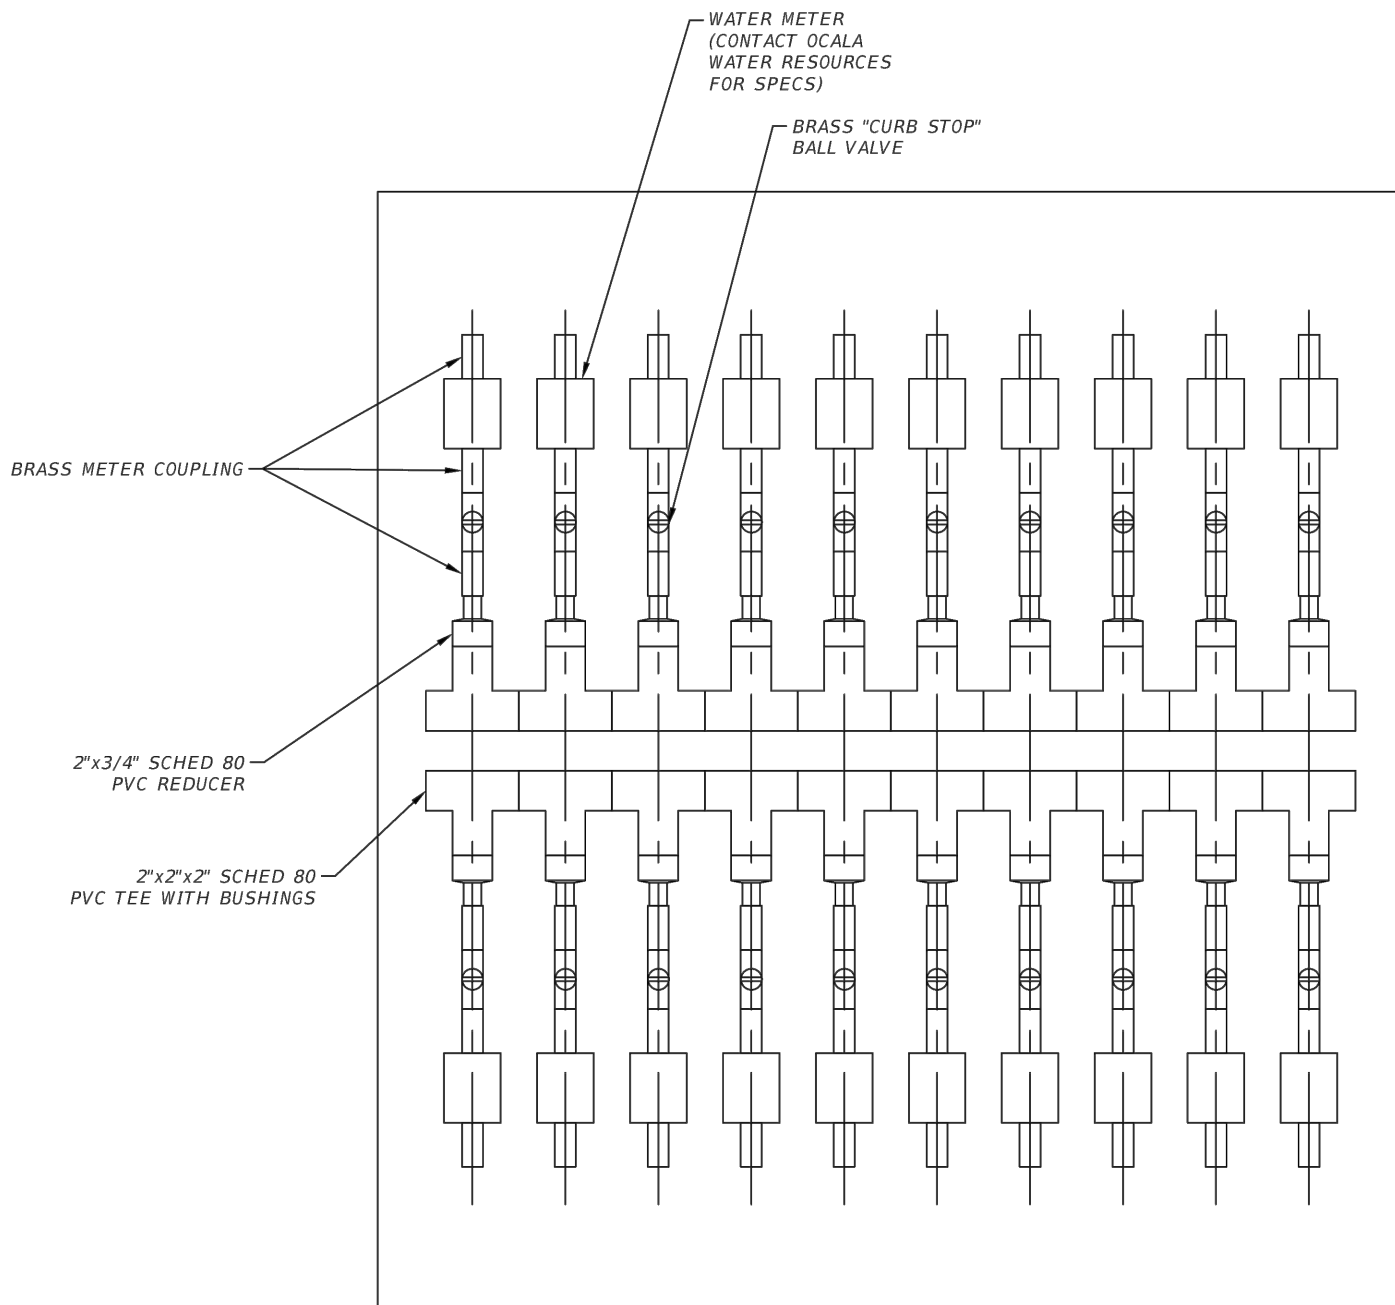 WATER METER
(CONTACT OCALA
WATER RESOURCES
FOR SPECS)
BRASS "CURB STOP"
BALL VALVE
BRASS METER COUPLING
2"x3/4" SCHED 80
PVC REDUCER
2"x2"x2" SCHED 80
PVC TEE WITH BUSHINGS